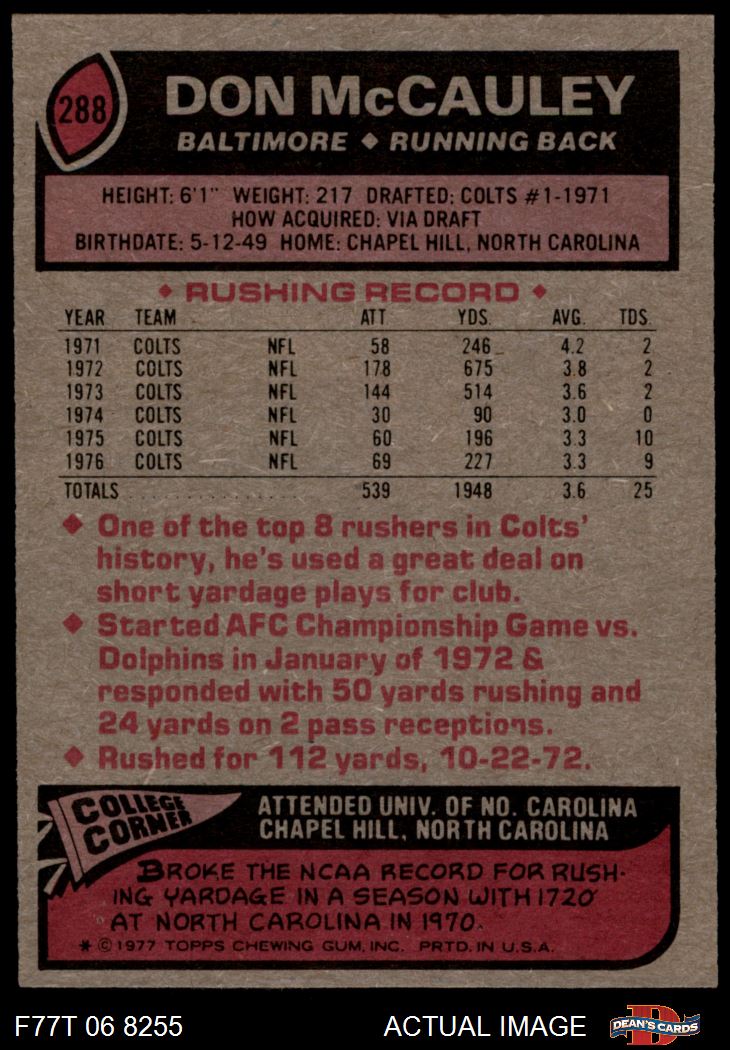 288
DON McCAULEY
BALTIMORE ◆ RUNNING BACK
HEIGHT: 6'1" WEIGHT: 217 DRAFTED: COLTS #1-1971
HOW ACQUIRED: VIA DRAFT
BIRTHDATE: 5-12-49 HOME: CHAPEL HILL, NORTH CAROLINA
◆ RUSHING RECORD ◆
YEAR TEAM ATT YDS. AVG. TDS.
1971 COLTS NFL 58 246 4.2 2
1972 COLTS NFL 178 675 3.8 2
1973 COLTS NFL 144 514 3.6 2
1974 COLTS NFL 30 90 3.0 0
1975 COLTS NFL 60 196 3.3 10
1976 COLTS NFL 69 227 3.3 9
TOTALS . . . . . . . . . . . . . 539 1948 3.6 25
◆ One of the top 8 rushers in Colts'
history, he's used a great deal on
short yardage plays for club.
◆ Started AFC Championship Game vs.
Dolphins in January of 1972 &
responded with 50 yards rushing and
24 yards on 2 pass receptions.
◆ Rushed for 112 yards, 10-22-72.
COLLEGE
CORNER
ATTENDED UNIV. OF NO. CAROLINA
CHAPEL HILL, NORTH CAROLINA
BROKE THE NCAA RECORD FOR RUSH-
ING YARDAGE IN A SEASON WITH 1720
AT NORTH CAROLINA IN 1970.
* © 1977 TOPPS CHEWING GUM, INC. PRTD. IN U.S.A.
F77T 06 8255 ACTUAL IMAGE
D
DEAN'S CARDS